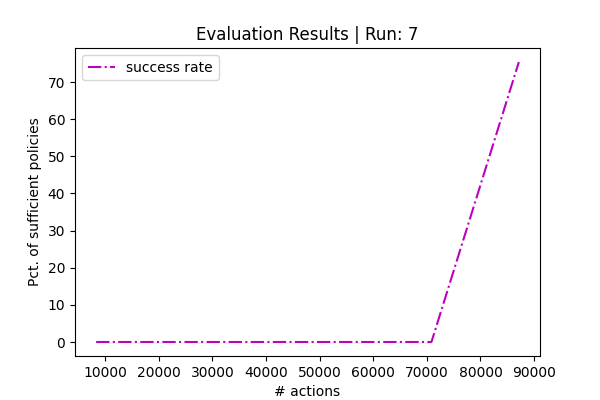 Evaluation Results | Run: 7
success rate
Pct. of sufficient policies
70
60
50
40
30
20
10
0
10000 20000 30000 40000 50000 60000 70000 80000 90000
# actions